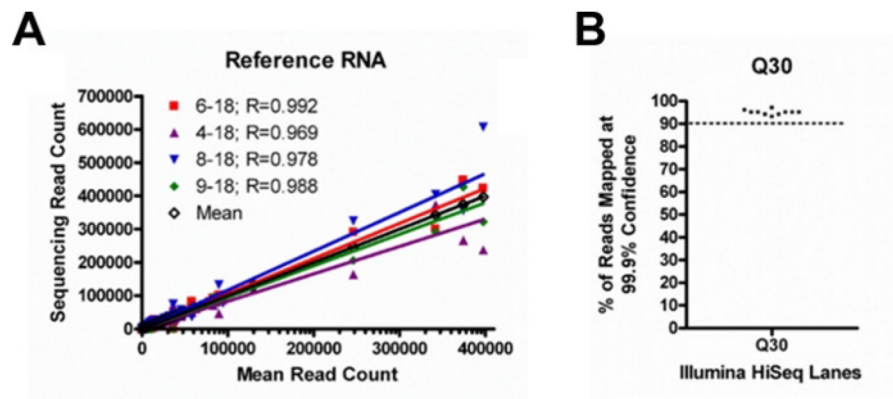 A
Reference RNA
Sequencing Read Count
700000
600000
500000
400000
300000
200000
100000
0
6-18; R=0.992
4-18; R=0.969
8-18; R=0.978
9-18; R=0.988
Mean
0
100000
200000
300000
400000
Mean Read Count
B
Q30
% of Reads Mapped at
99.9% Confidence
100
90
80
70
60
50
40
30
20
10
0
Q30
Illumina HiSeq Lanes